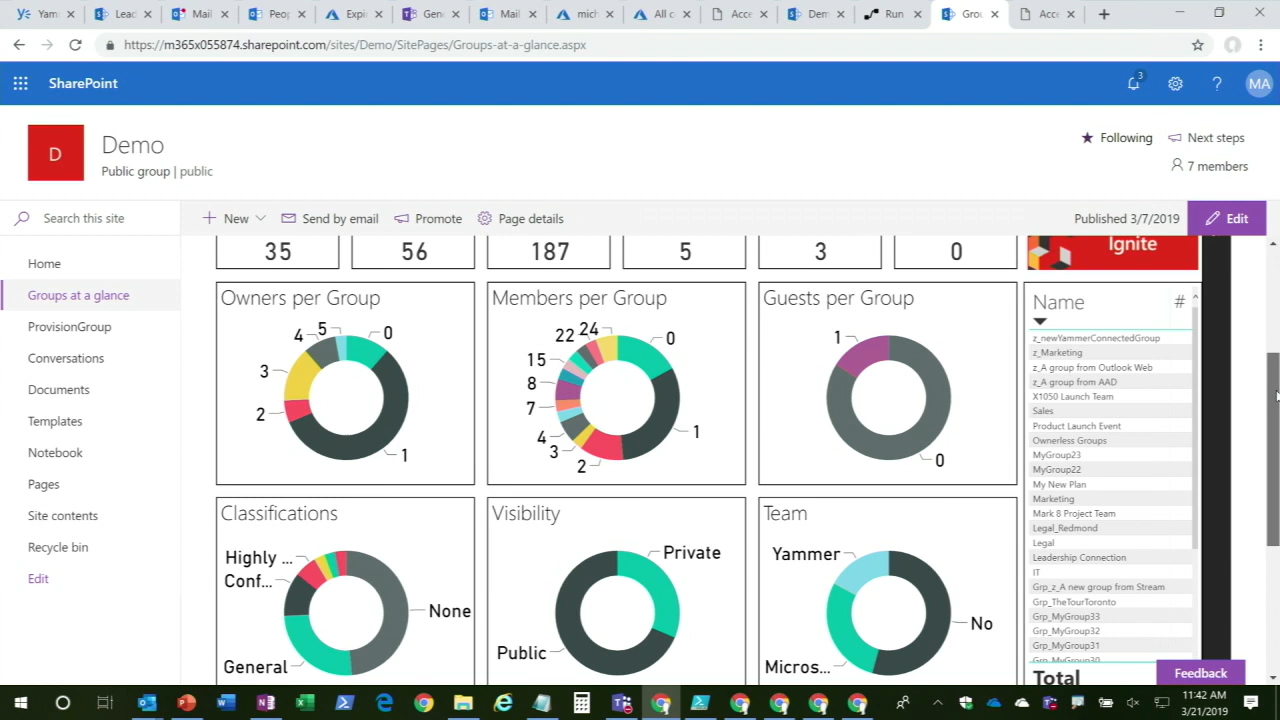 Yam
Lead
Mail
Peop
Expi
Gene
Mail
mich
All c
Acce
Dem
Run
Grou
Acce
https://m365x055874.sharepoint.com/sites/Demo/SitePages/Groups-at-a-glance.aspx
SharePoint
3
?
MA
D
Demo
Public group | public
Following
Next steps
7 members
Search this site
New
Send by email
Promote
Page details
Published 3/7/2019
Edit
Home
Groups at a glance
ProvisionGroup
Conversations
Documents
Templates
Notebook
Pages
Site contents
Recycle bin
Edit
35
56
187
5
3
0
Ignite
Owners per Group
0
1
2
3
4
5
Members per Group
0
1
2
3
4
7
8
15
22
24
Guests per Group
1
0
Classifications
Highly ...
Conf...
None
General
Visibility
Private
Public
Team
Yammer
No
Micros...
Name
#
z_newYammerConnectedGroup
z_Marketing
z_A group from Outlook Web
z_A group from AAD
X1050 Launch Team
Sales
Product Launch Event
Ownerless Groups
MyGroup23
MyGroup22
My New Plan
Marketing
Mark 8 Project Team
Legal_Redmond
Legal
Leadership Connection
IT
Grp_z_A new group from Stream
Grp_TheTourToronto
Grp_MyGroup33
Grp_MyGroup32
Grp_MyGroup31
Grp_MyGroup30
Total
Feedback
11:42 AM
3/21/2019